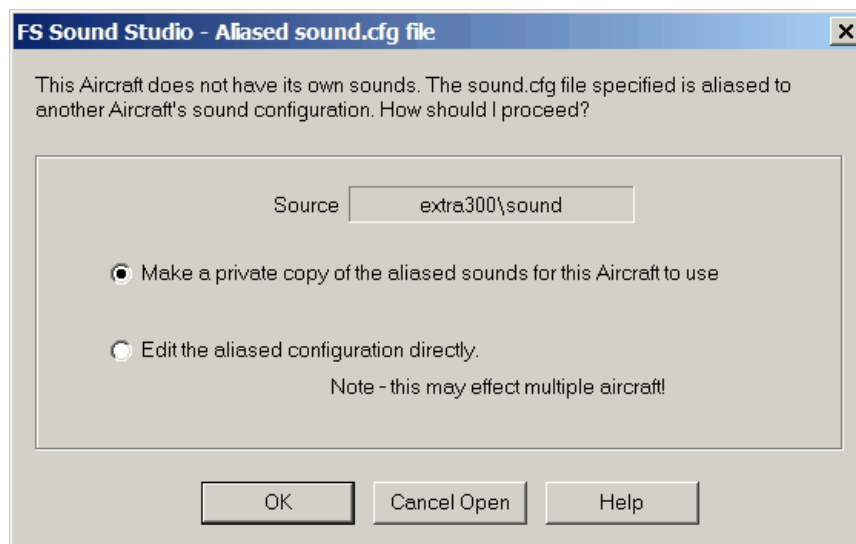 FS Sound Studio - Aliased sound.cfg file
This Aircraft does not have its own sounds. The sound.cfg file specified is aliased to
another Aircraft's sound configuration. How should I proceed?
Source extra300\sound
Make a private copy of the aliased sounds for this Aircraft to use
Edit the aliased configuration directly.
Note - this may effect multiple aircraft!
OK Cancel Open Help